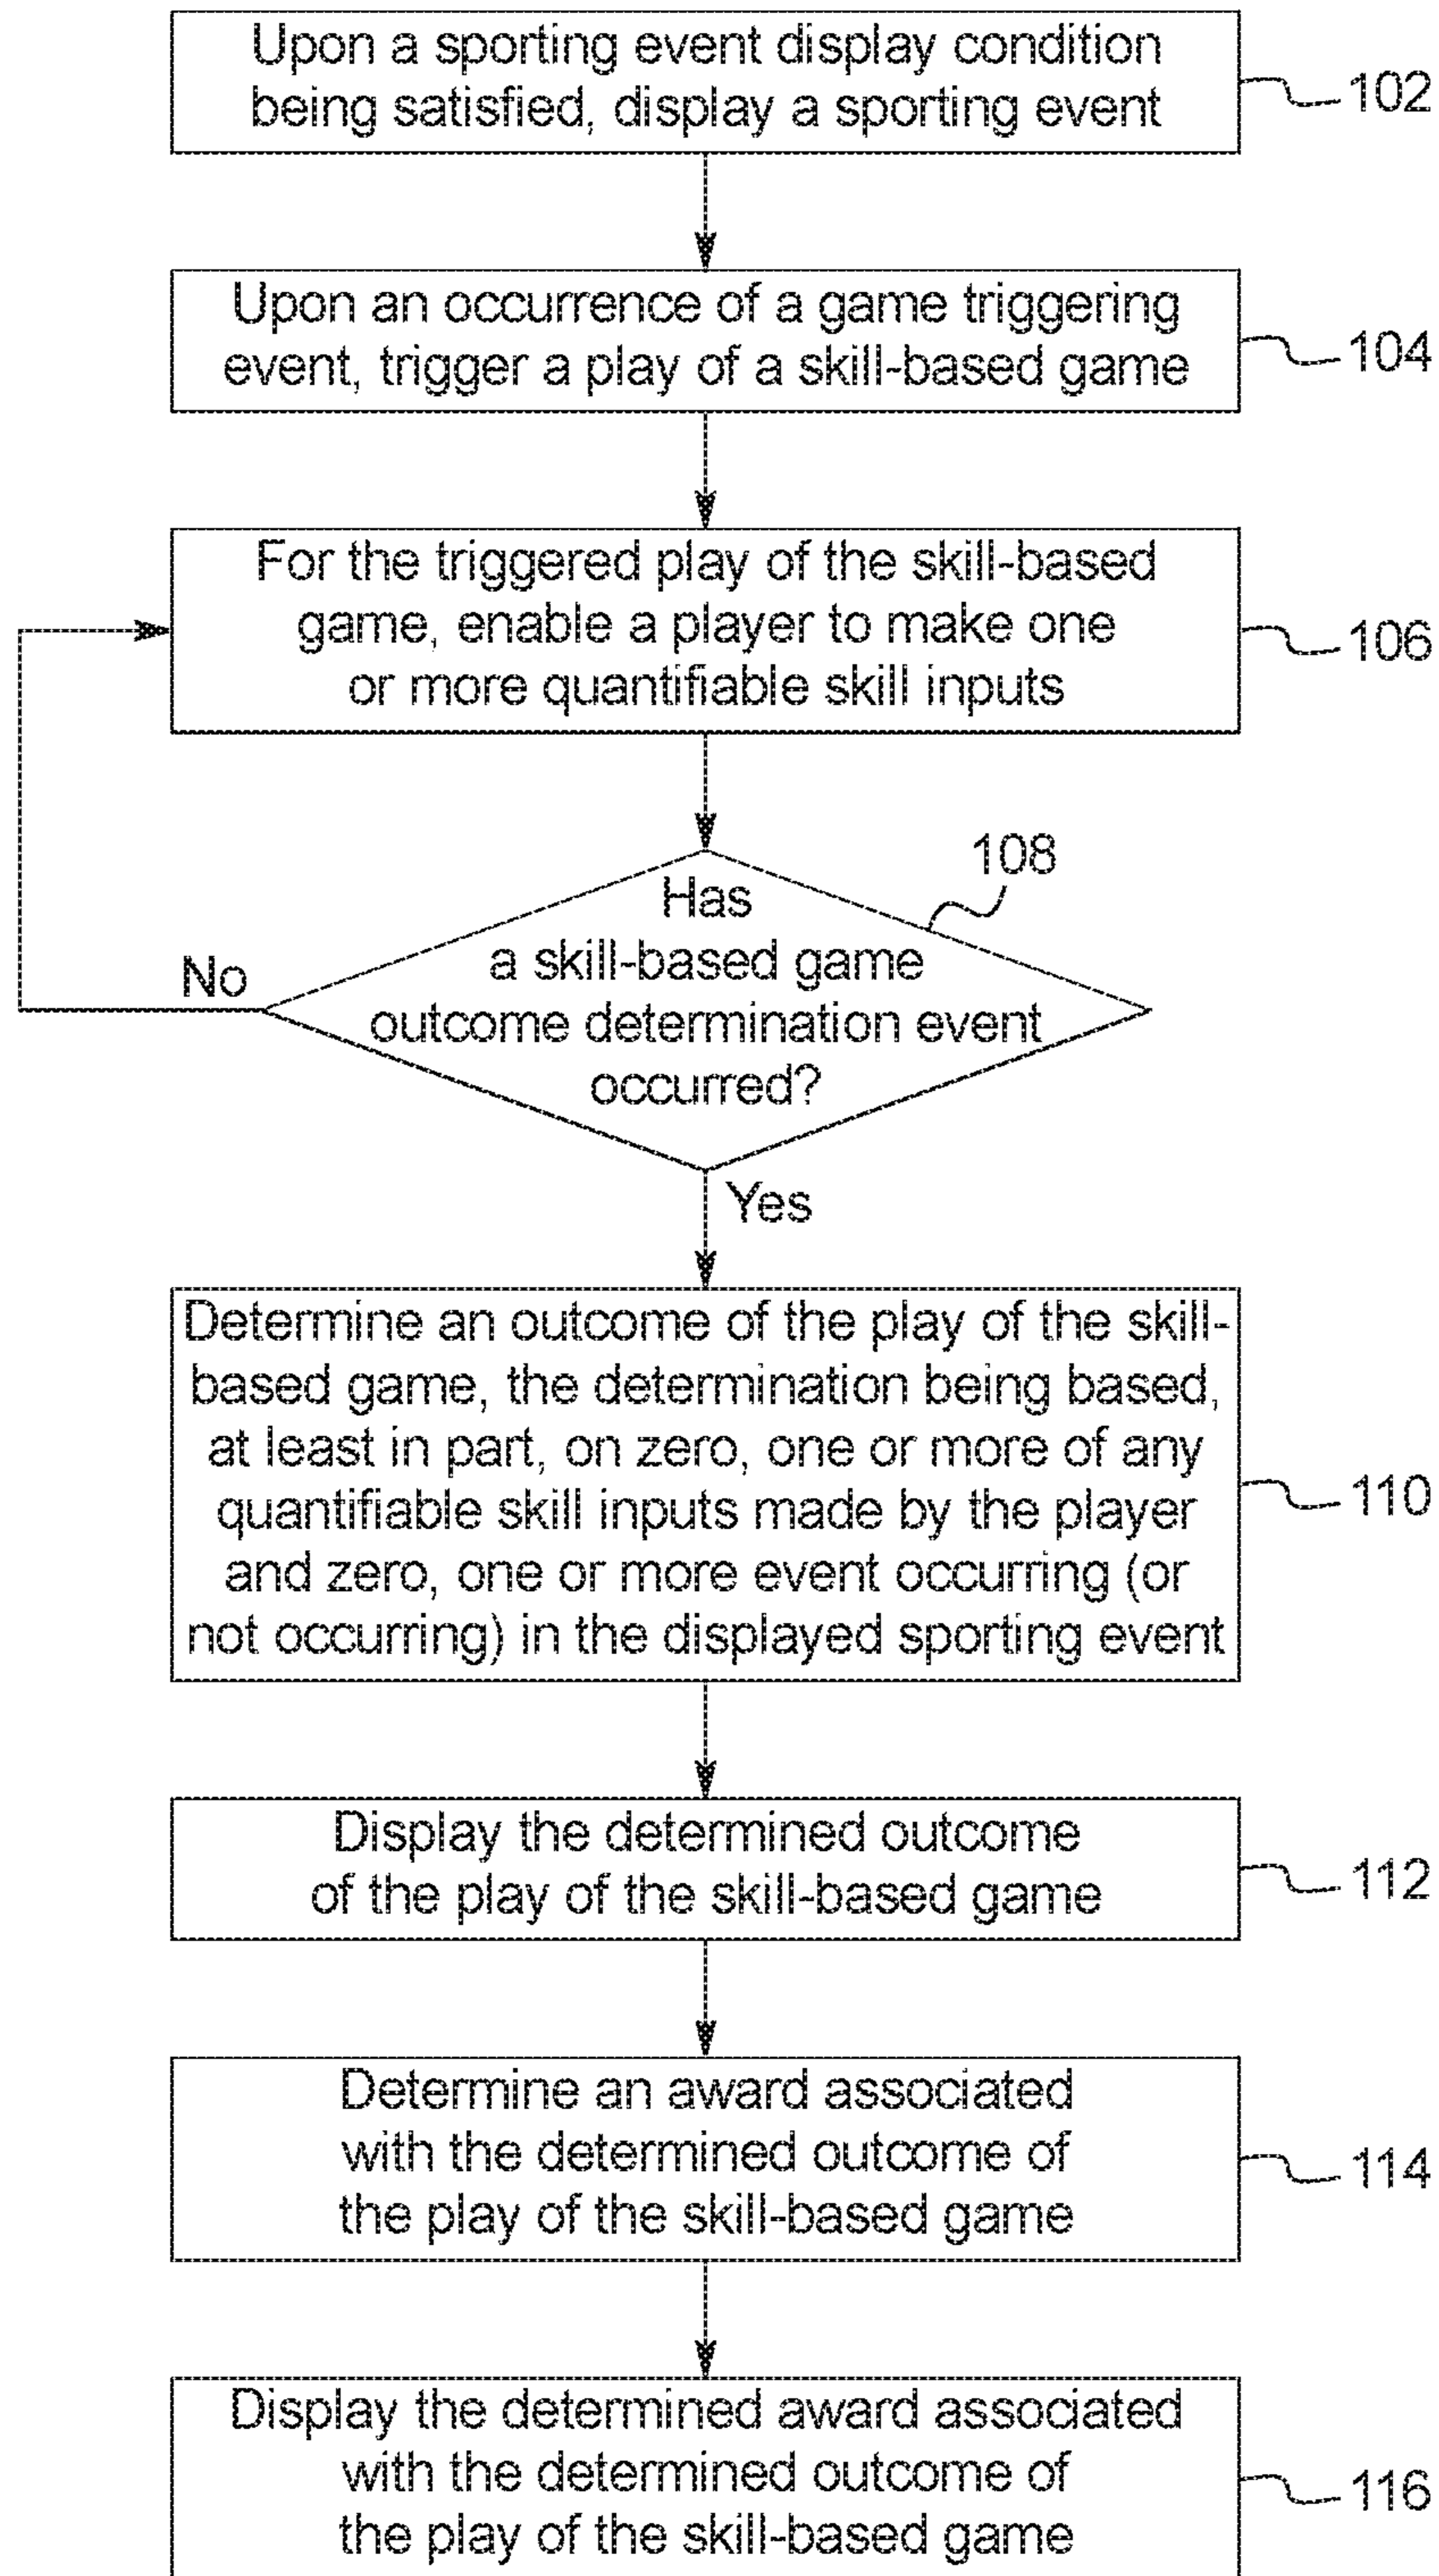 Upon a sporting event display condition
being satisfied, display a sporting event
102
Upon an occurrence of a game triggering
event, trigger a play of a skill-based game
104
For the triggered play of the skill-based
game, enable a player to make one
or more quantifiable skill inputs
106
108
Has
a skill-based game
outcome determination event
occurred?
No
Yes
Determine an outcome of the play of the skill-
based game, the determination being based,
at least in part, on zero, one or more of any
quantifiable skill inputs made by the player
and zero, one or more event occurring (or
not occurring) in the displayed sporting event
110
Display the determined outcome
of the play of the skill-based game
112
Determine an award associated
with the determined outcome of
the play of the skill-based game
114
Display the determined award associated
with the determined outcome of
the play of the skill-based game
116